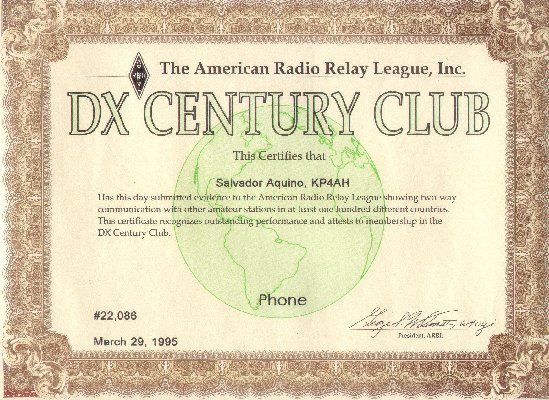 The American Radio Relay League, Inc.
DX CENTURY CLUB
This Certifies that
Salvador Aquino, KP4AH
Has this day submitted evidence to the American Radio Relay League showing two-way
communication with other amateur stations in at least one hundred different countries.
This certificate recognizes outstanding performance and attests to membership in the
DX Century Club.
Phone
#22,086
March 29, 1995
President, ARRL